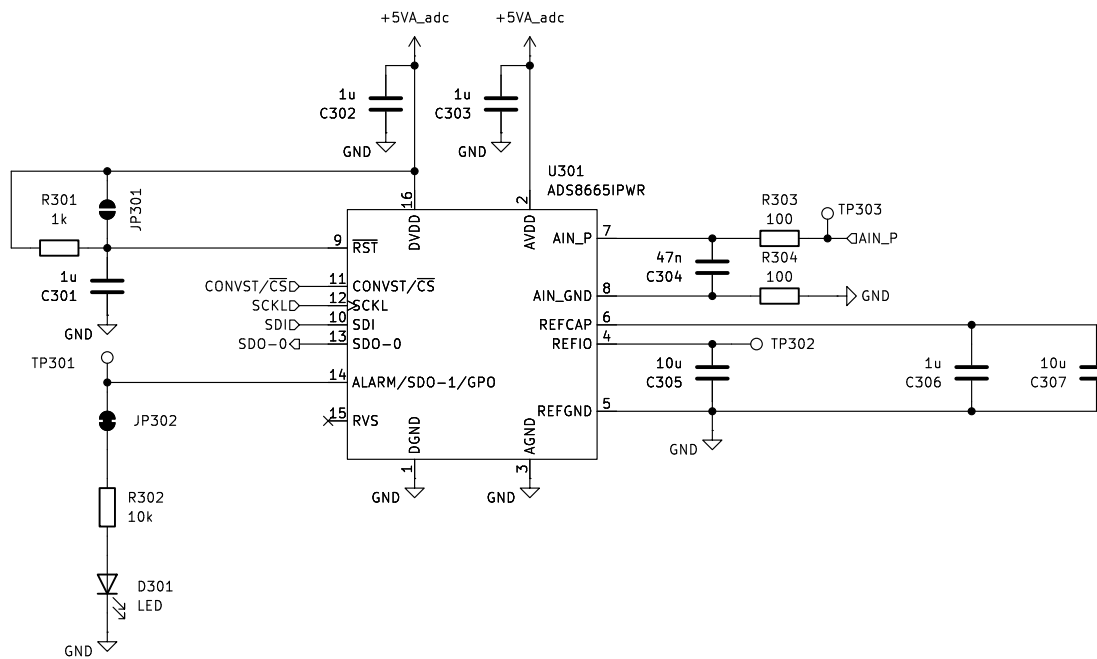 +5VA_adc
+5VA_adc
1u
C302
1u
C303
GND
GND
U301
ADS8665IPWR
R301
1k
JP301
16
2
DVDD
AVDD
R303
100
TP303
9
RST
AIN_P
7
AIN_P
1u
C301
47n
C304
R304
100
CONVST/CS
11
CONVST/CS
SCKL
12
SCKL
SDI
10
SDI
SDO-0
13
SDO-0
AIN_GND
8
GND
GND
REFCAP
6
REFIO
4
TP302
TP301
10u
C305
1u
C306
10u
C307
14
ALARM/SDO-1/GPO
JP302
15
RVS
REFGND
5
DGND
AGND
GND
1
3
GND
GND
R302
10k
D301
LED
GND